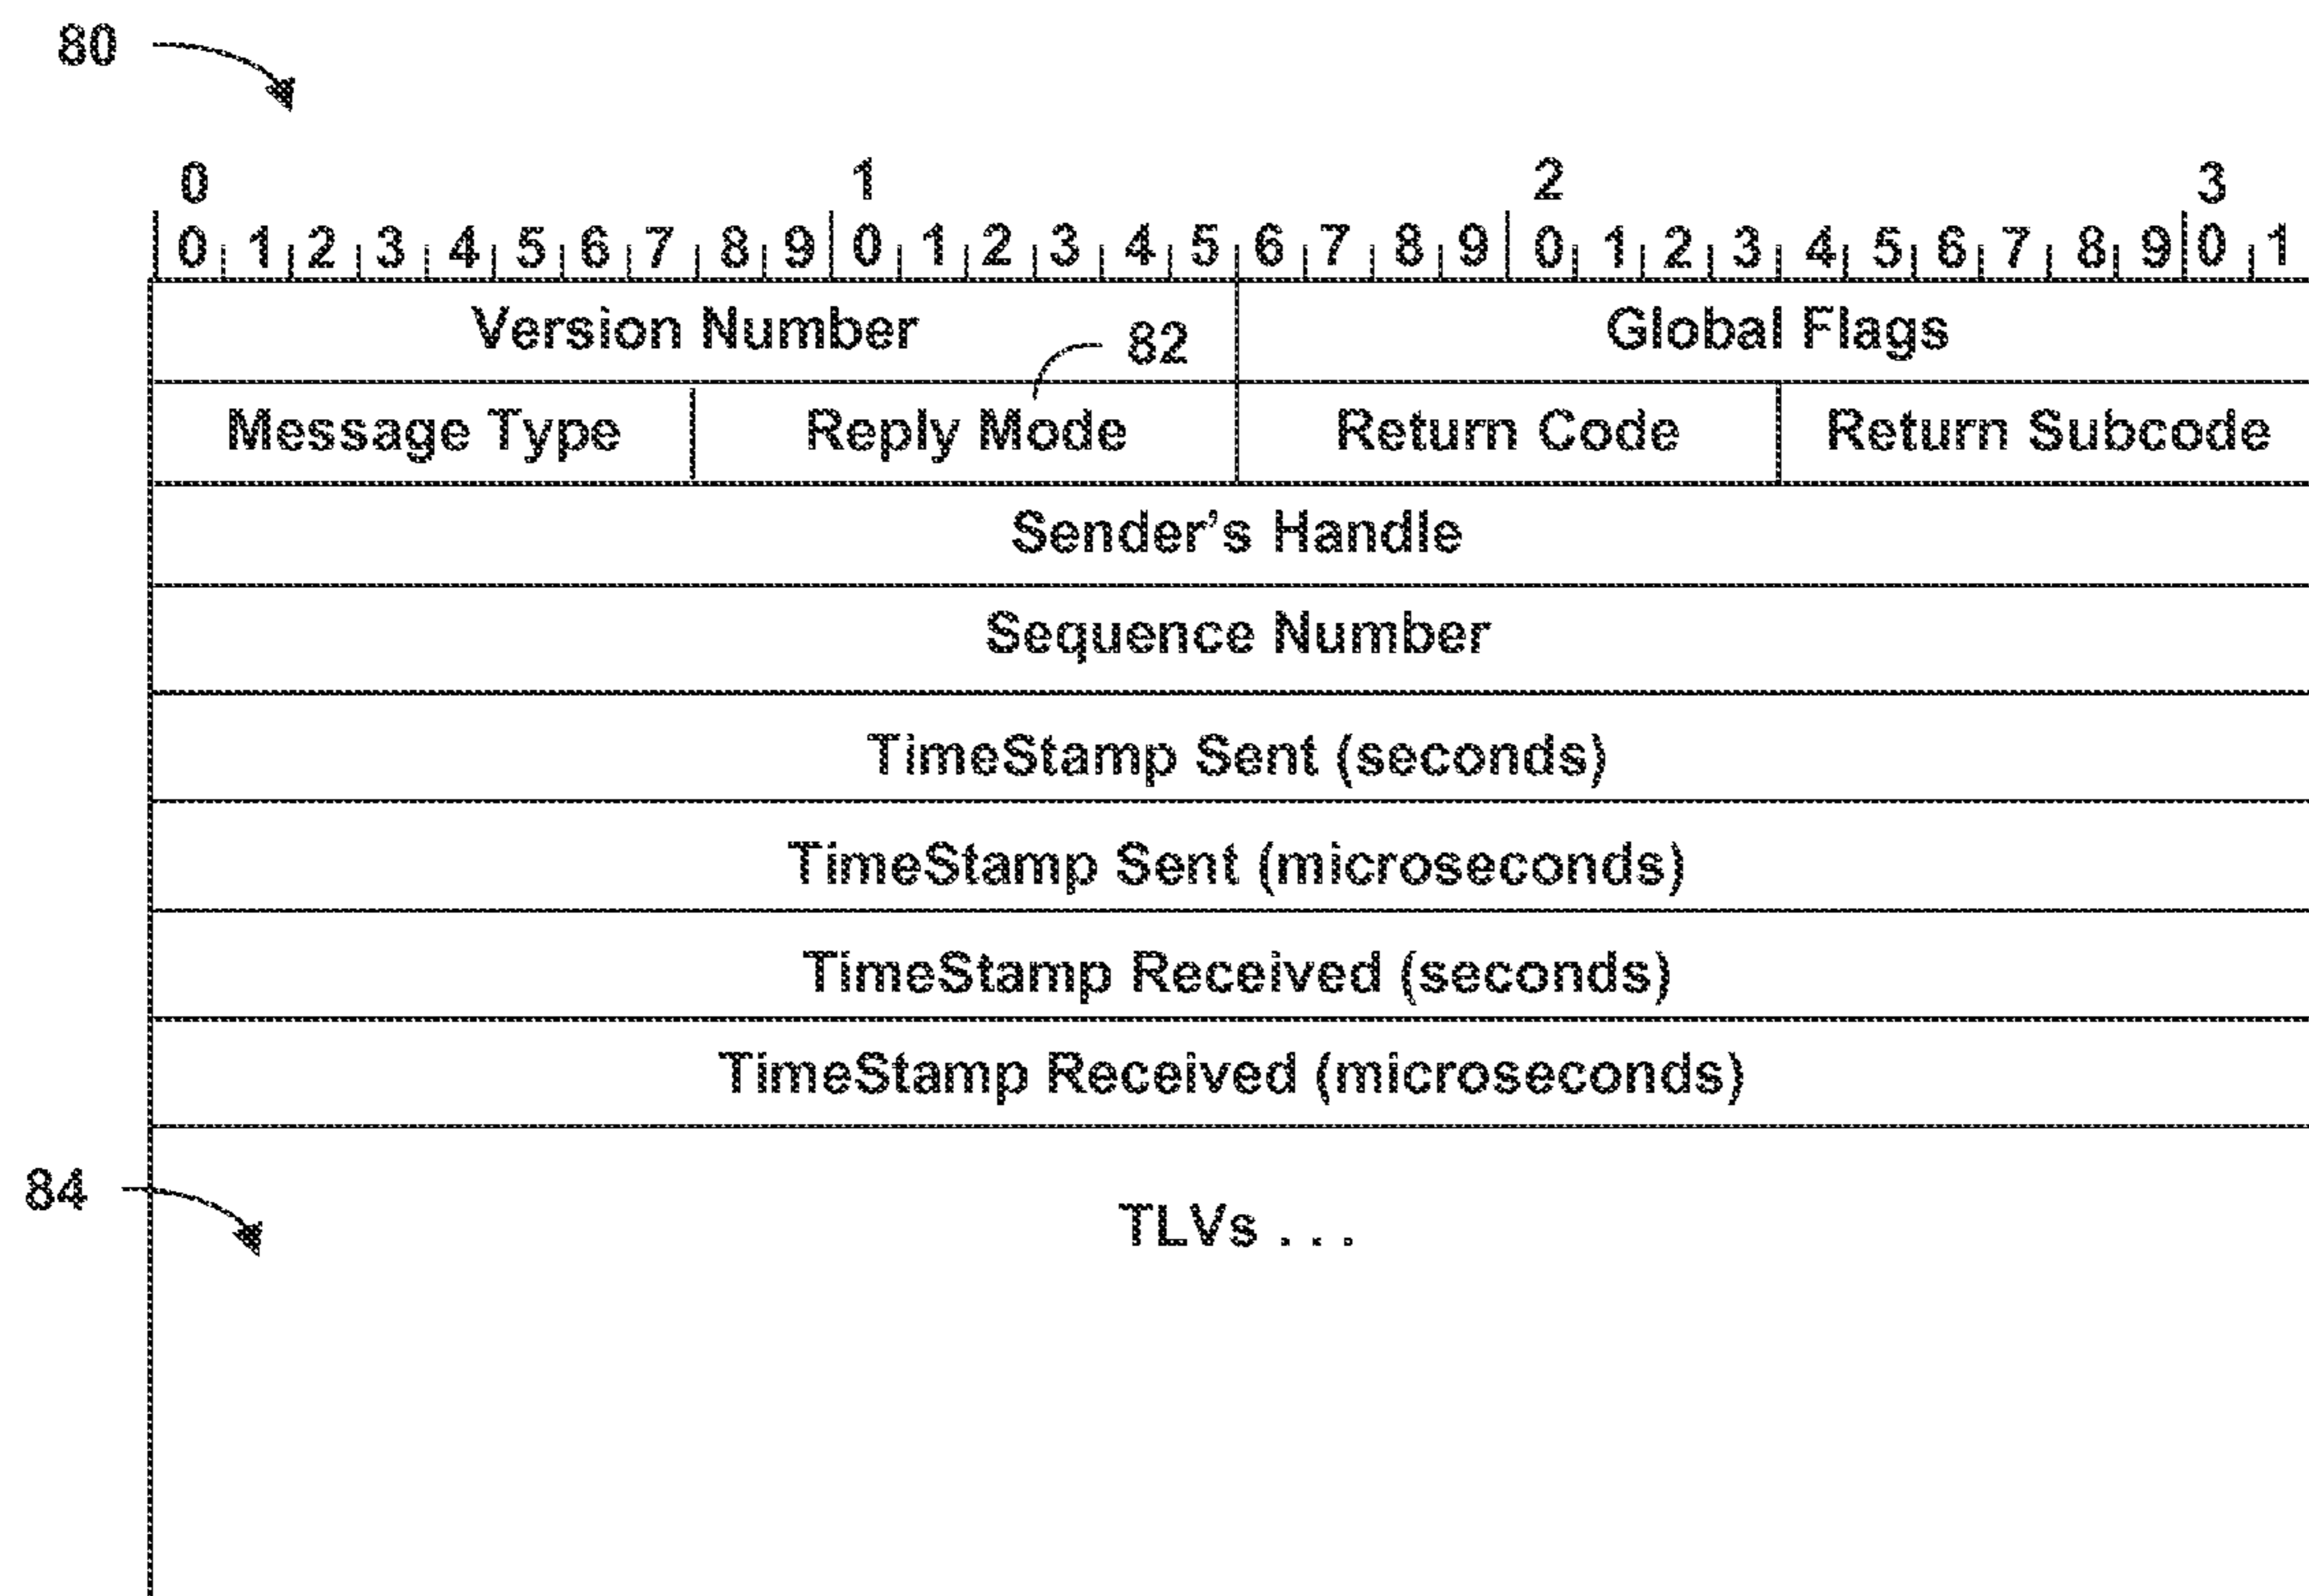 80
0 1 2 3
0 1 2 3 4 5 6 7 8 9 0 1 2 3 4 5 6 7 8 9 0 1 2 3 4 5 6 7 8 9 0 1
Version Number 82 Global Flags
Message Type Reply Mode Return Code Return Subcode
Sender's Handle
Sequence Number
TimeStamp Sent (seconds)
TimeStamp Sent (microseconds)
TimeStamp Received (seconds)
TimeStamp Received (microseconds)
84
TLVs . . .